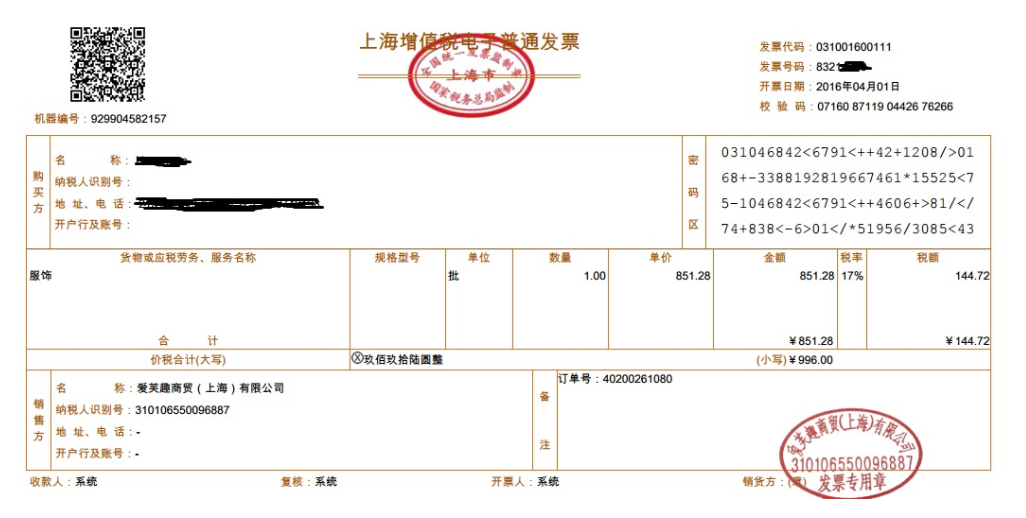 上海增值税电子普通发票
全国统一发票监制章
上海市
国家税务总局监制
发票代码：031001600111
发票号码：832
开票日期：2016年04月01日
校 验 码：07160 87119 04426 76266
机器编号：929904582157
购买方
名 称：
纳税人识别号：
地 址、电 话：
开户行及账号：
密码区
031046842<6791<++42+1208/>01
68+-3388192819667461*15525<7
5-1046842<6791<++4606+>81/</
74+838<-6>01</*51956/3085<43
货物或应税劳务、服务名称 规格型号 单位 数量 单价 金额 税率 税额
服饰 批 1.00 851.28 851.28 17% 144.72
合 计 ￥851.28 ￥144.72
价税合计(大写) ⓧ玖佰玖拾陆圆整 (小写)￥996.00
销售方
名 称：爱芙趣商贸（上海）有限公司
纳税人识别号：310106550096887
地 址、电 话：-
开户行及账号：-
备注
订单号：40200261080
爱芙趣商贸(上海)有限公司
310106550096887
发票专用章
收款人：系统 复核：系统 开票人：系统 销货方：(章)